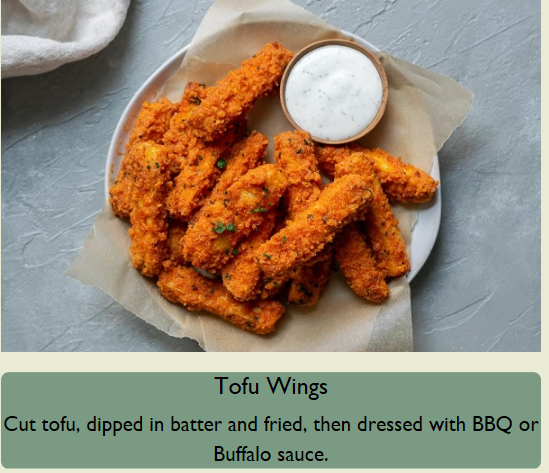 Tofu Wings
Cut tofu, dipped in batter and fried, then dressed with BBQ or
Buffalo sauce.